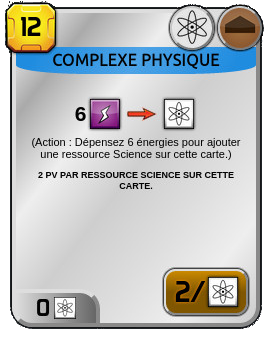 12
COMPLEXE PHYSIQUE
6
(Action : Dépensez 6 énergies pour ajouter
une ressource Science sur cette carte.)
2 PV PAR RESSOURCE SCIENCE SUR CETTE
CARTE.
2/
0